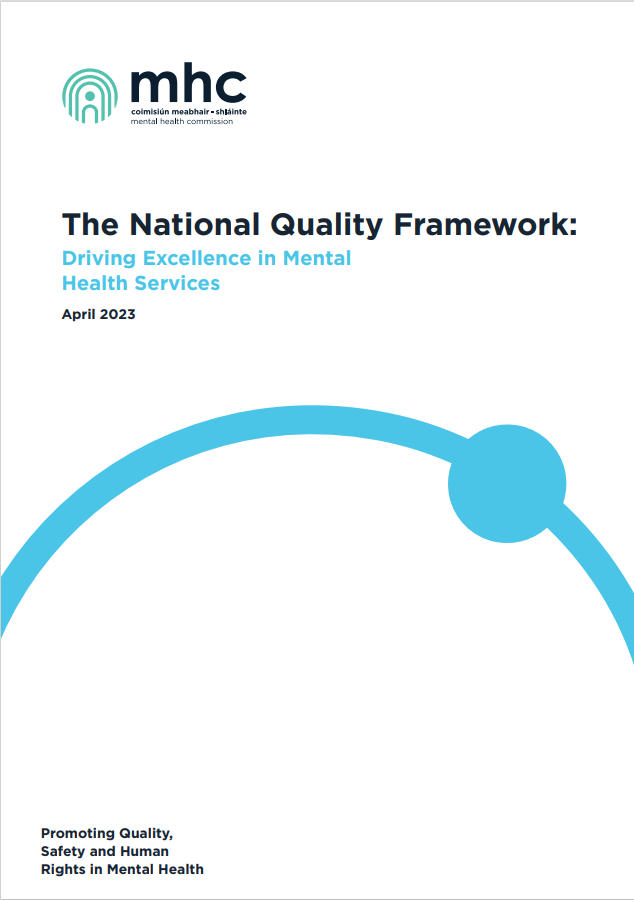 mhc
coimisiún meabhair-shláinte
mental health commission
The National Quality Framework:
Driving Excellence in Mental
Health Services
April 2023
Promoting Quality,
Safety and Human
Rights in Mental Health